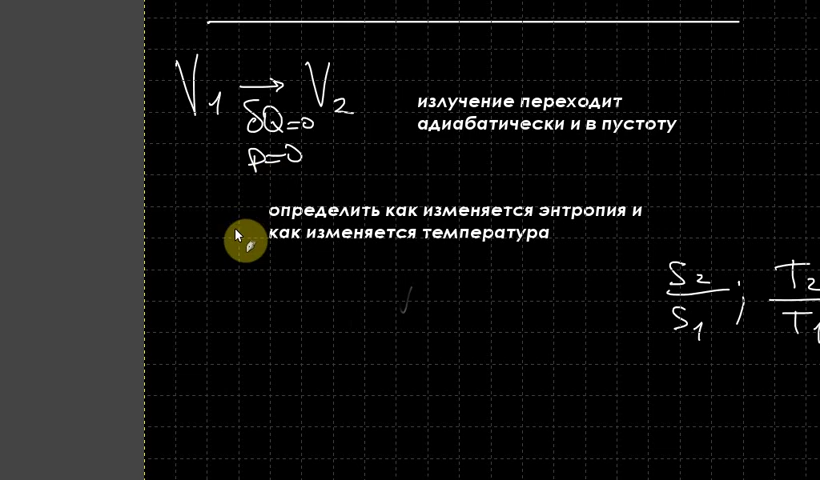 V₁ → V₂
δQ=0
p=0
излучение переходит
адиабатически и в пустоту
определить как изменяется энтропия и
как изменяется температура
S₂/S₁ ; T₂/T₁